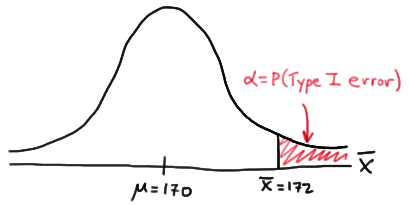 α=P(Type I error)
μ=170
x̅=172
X̅